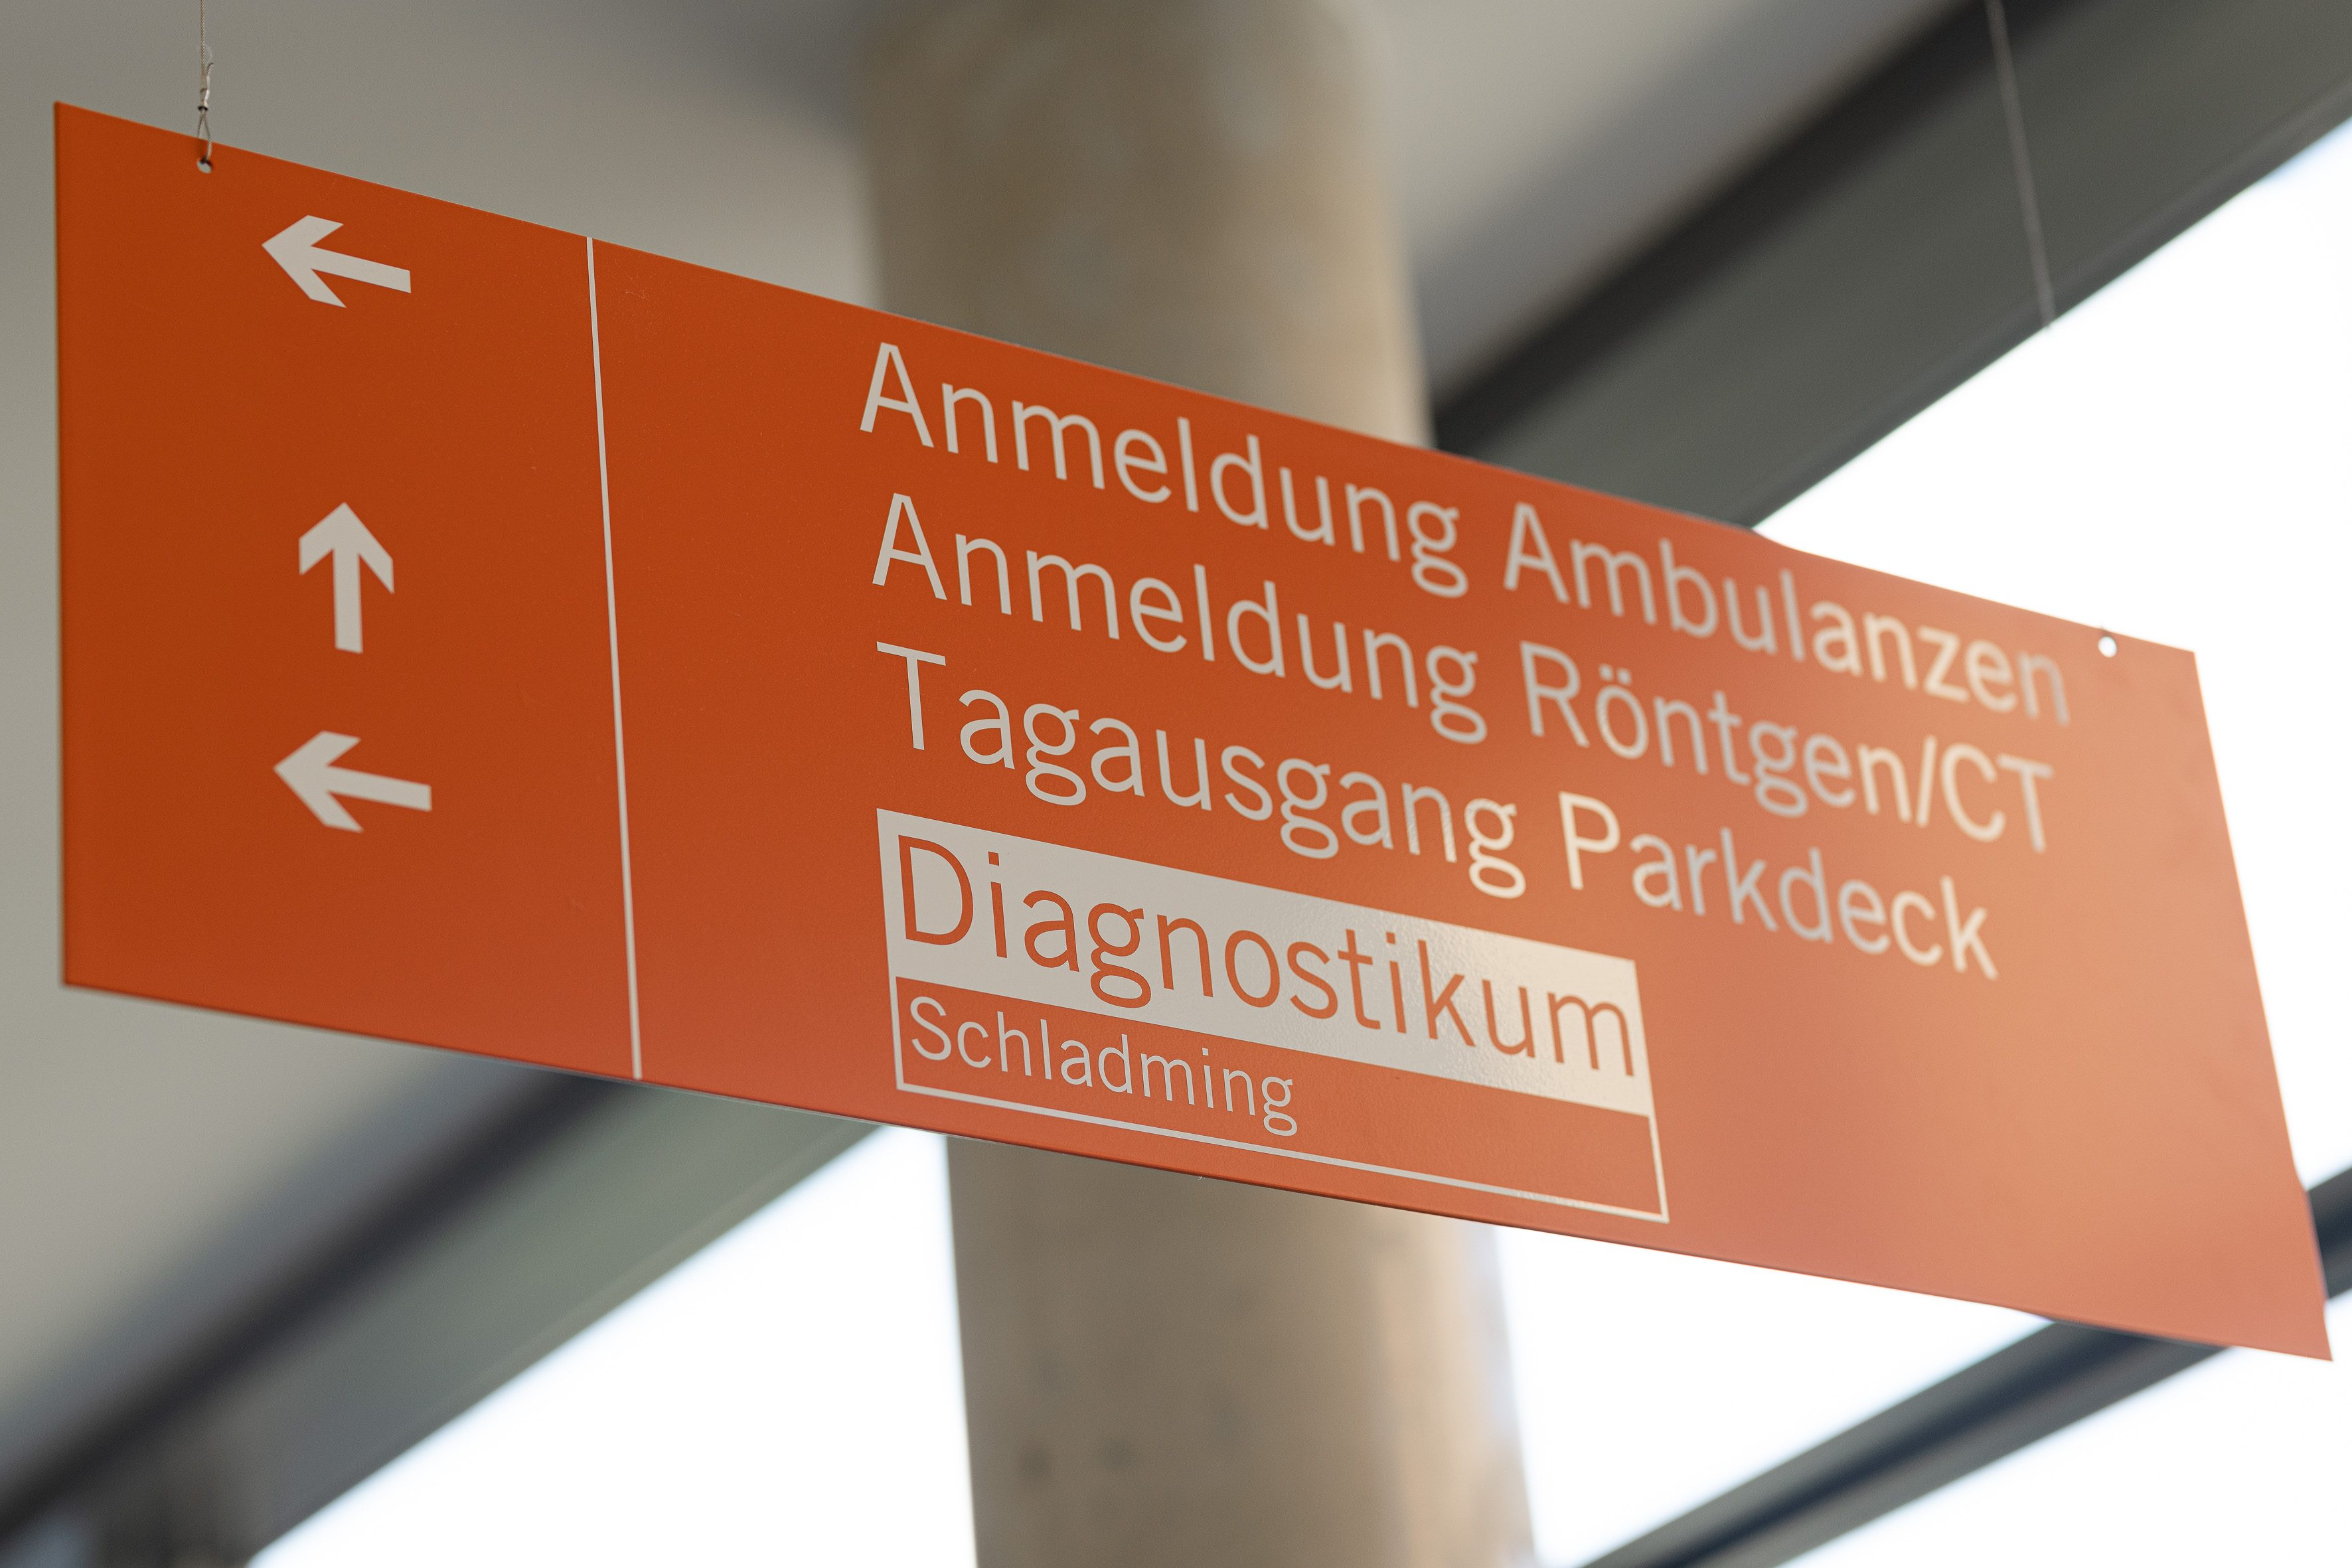 Anmeldung Ambulanzen
Anmeldung Röntgen/CT
Tagausgang Parkdeck
Diagnostikum
Schladming